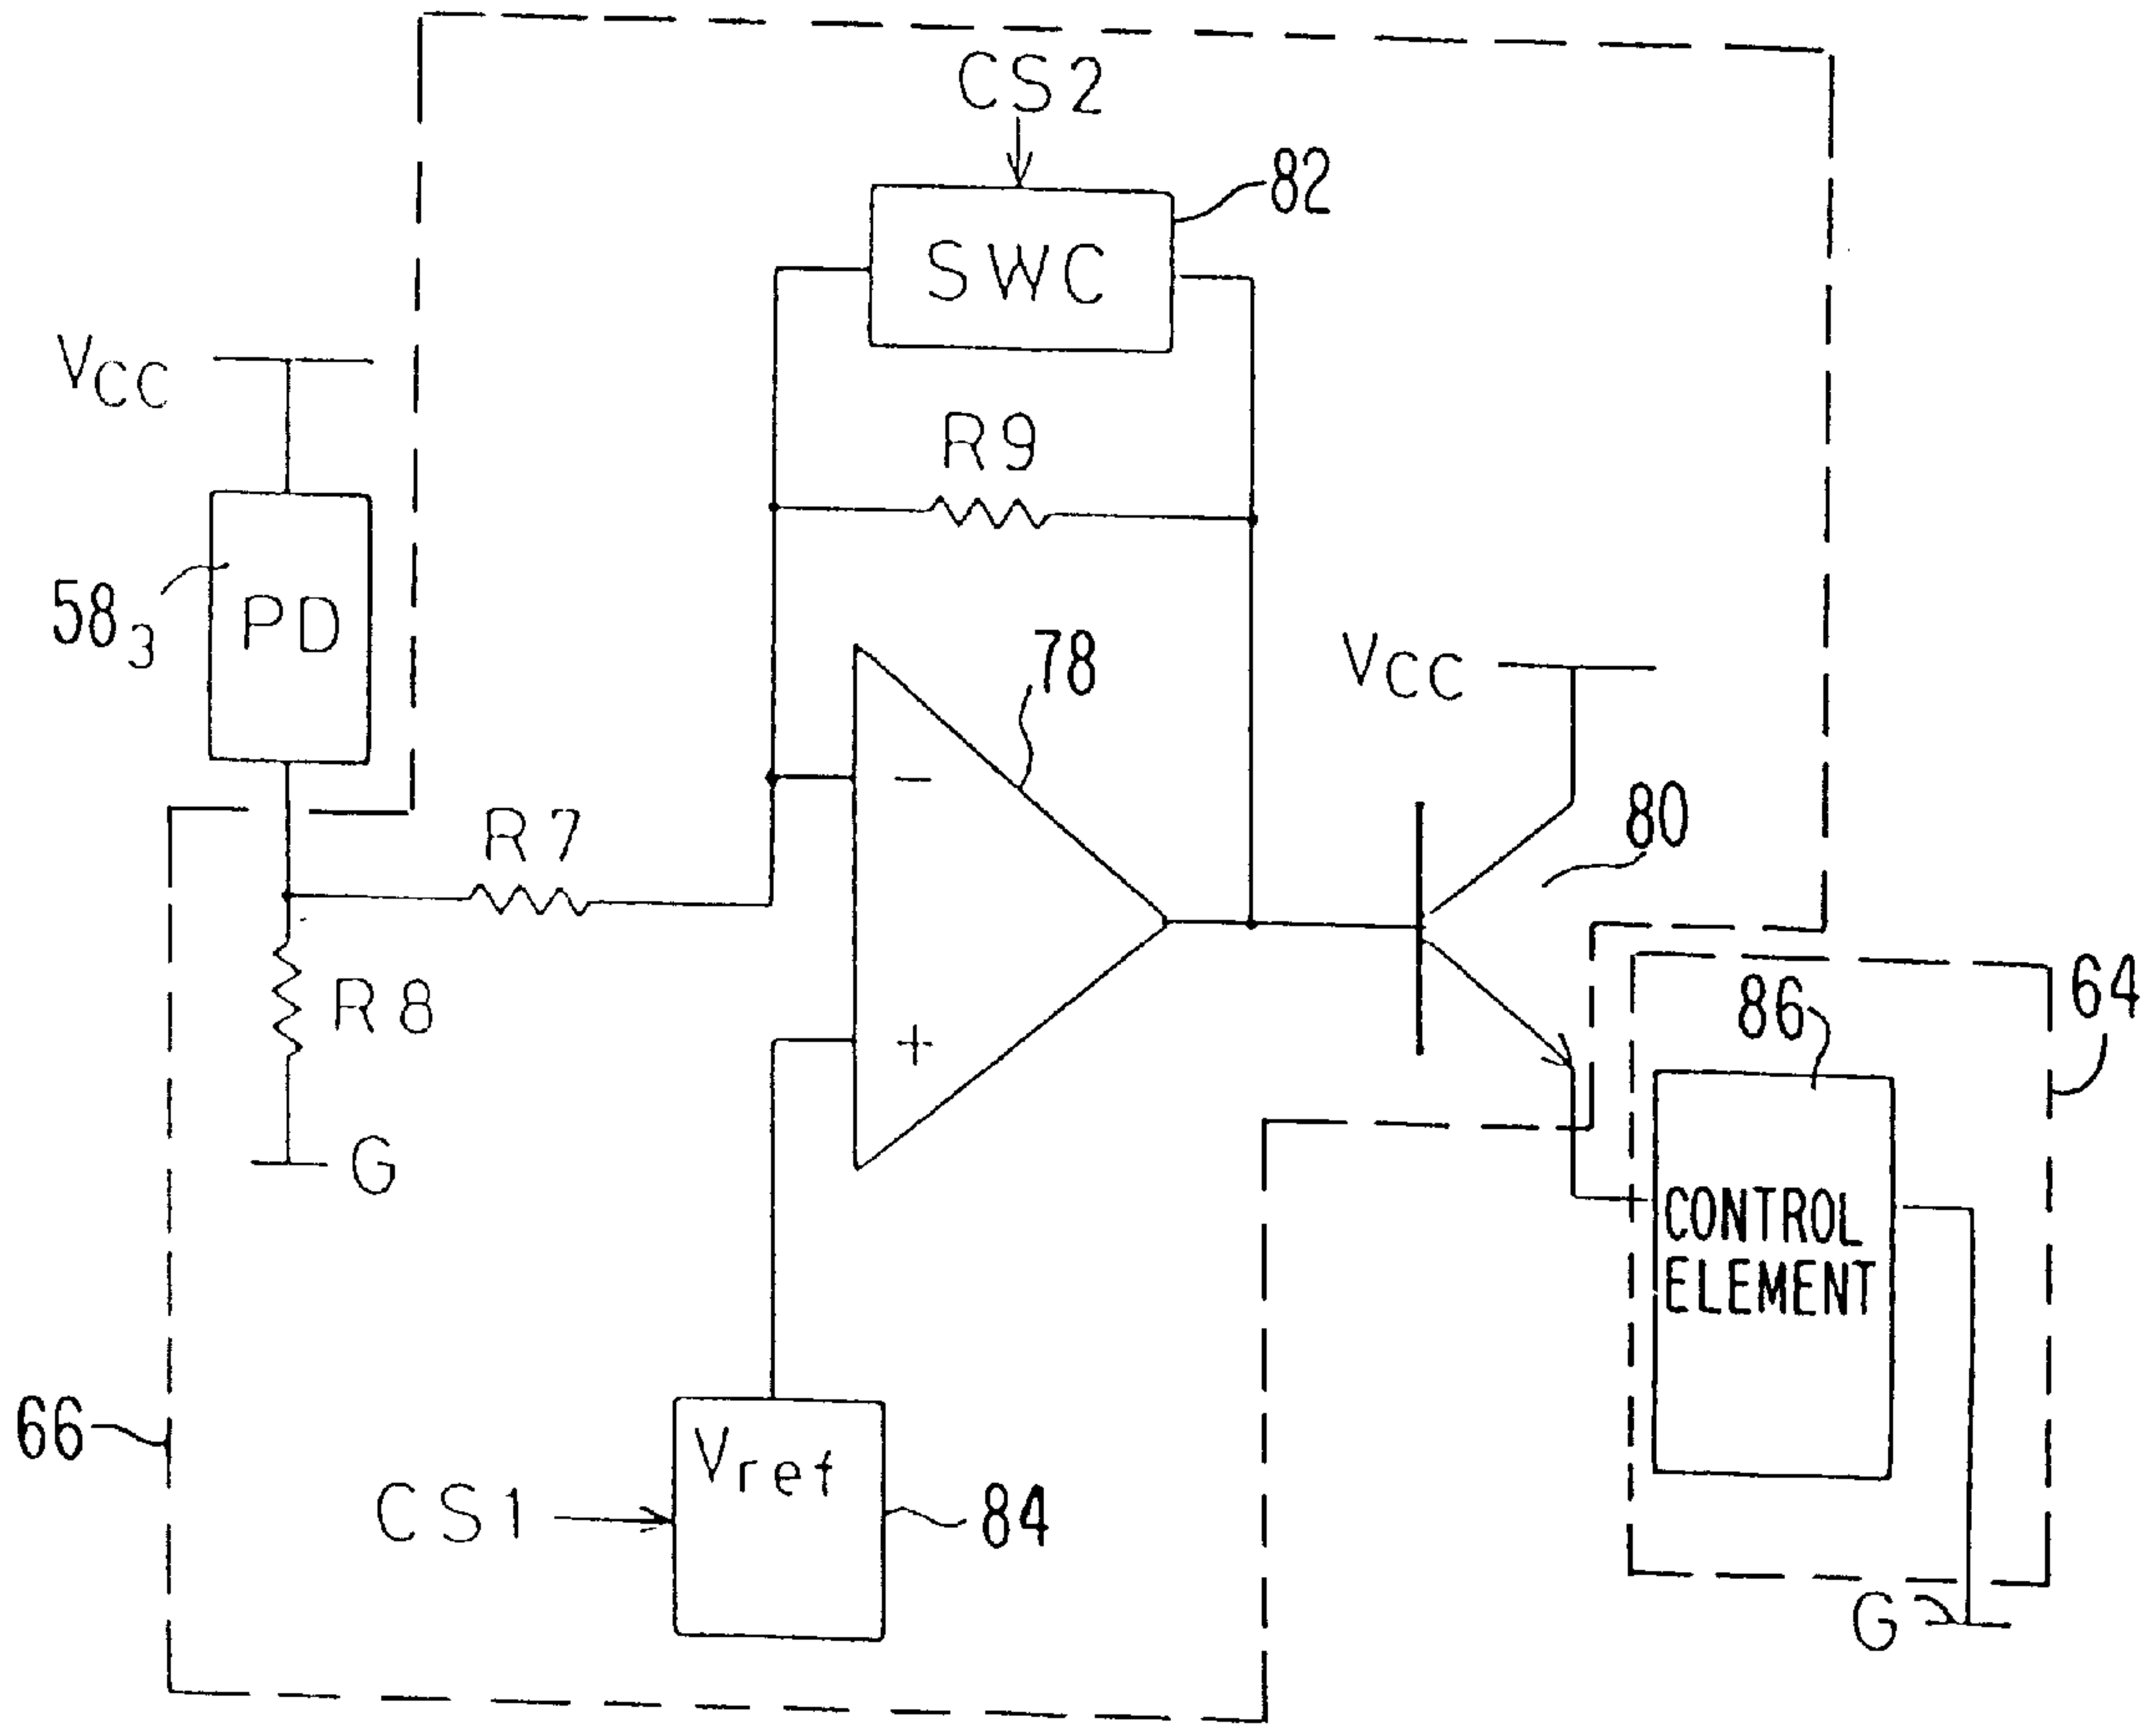 CS2
82
SWC
VCC
R9
583
PD
78
VCC
80
R7
-
R8
+
G
86
64
CONTROL
ELEMENT
66
Vref
CS1
84
G